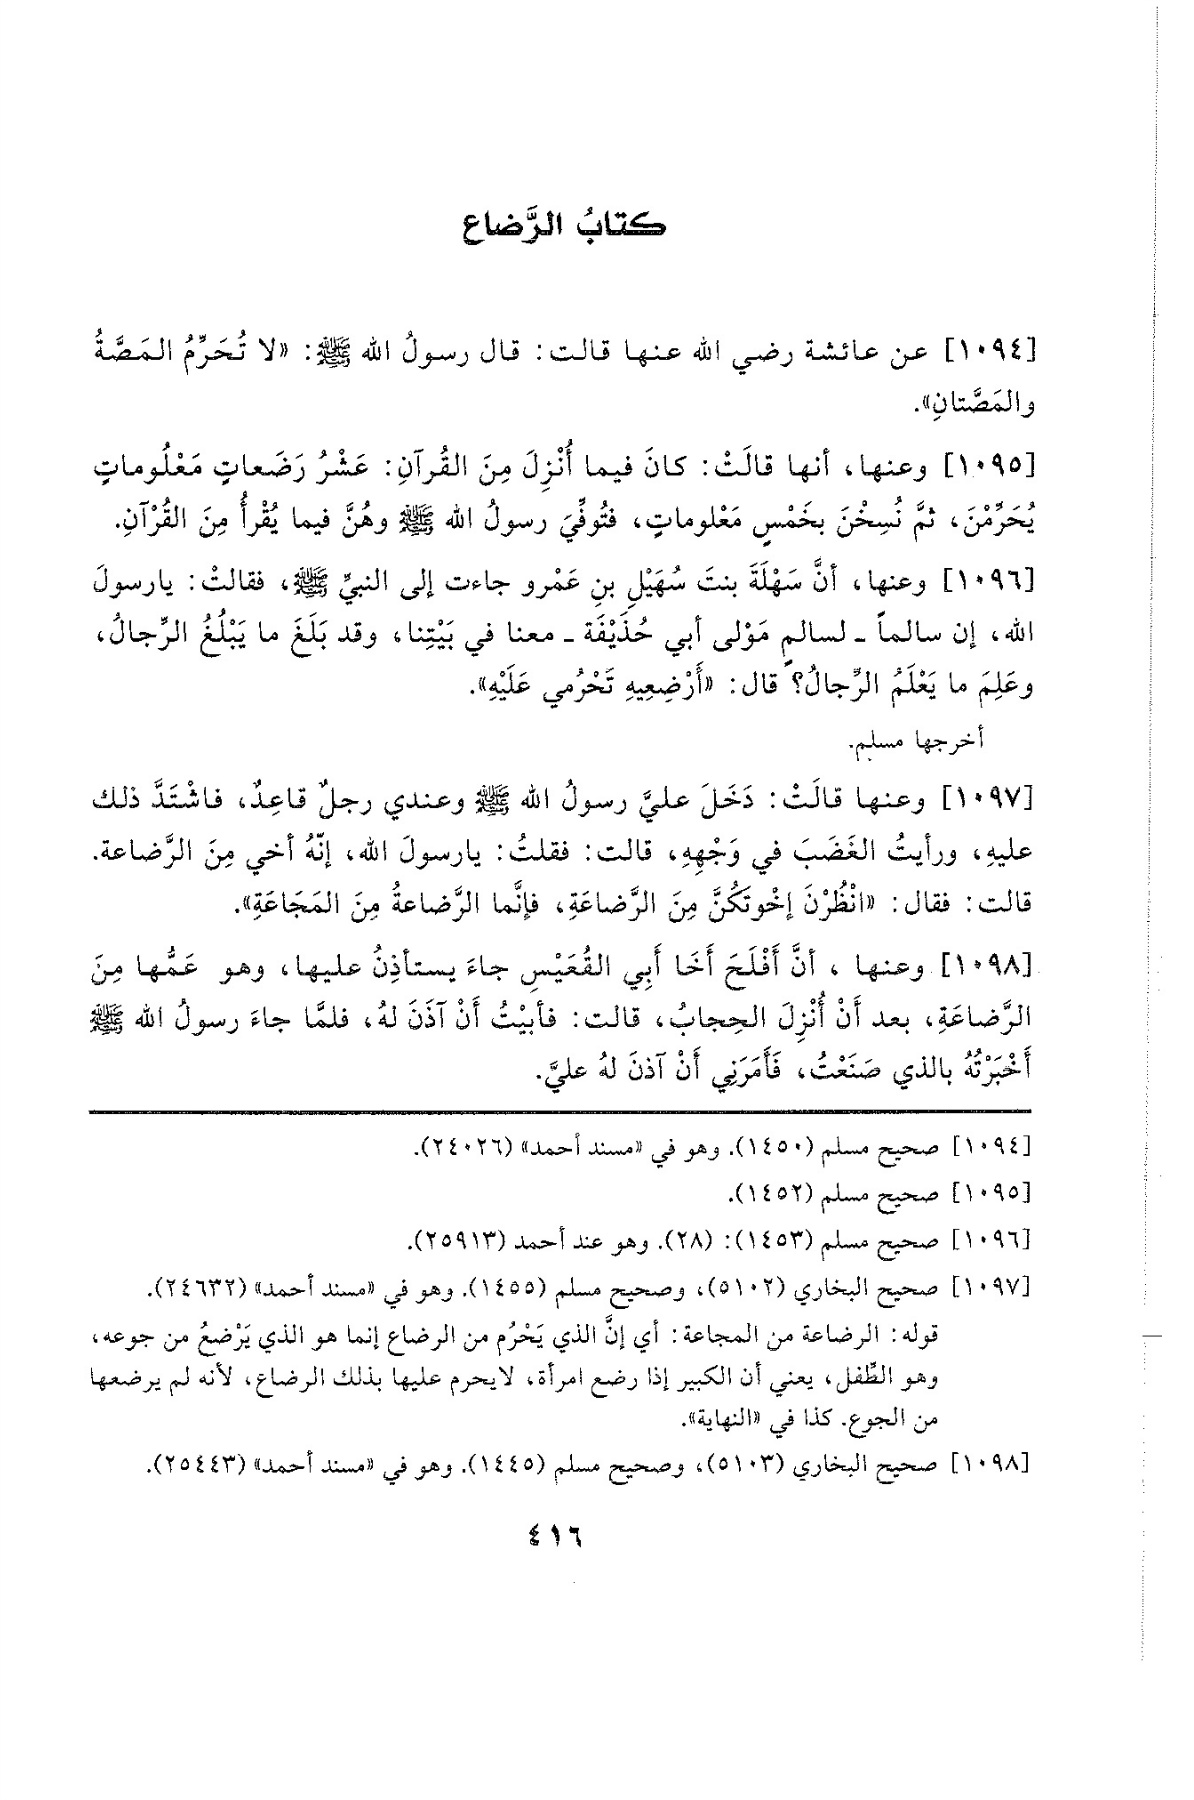 كتابُ الرَّضاع
[١٠٩٤] عن عائشة رضي الله عنها قالت: قال رسولُ الله ﷺ: «لا تُحَرِّمُ المَصَّةُ
والمَصَّتانِ».
[١٠٩٥] وعنها، أنها قالَتْ: كانَ فيما أُنْزِلَ مِنَ القُرآنِ: عَشْرُ رَضَعاتٍ مَعْلُوماتٍ
يُحَرِّمْنَ، ثمَّ نُسِخْنَ بخَمْسٍ مَعْلوماتٍ، فتُوفِّيَ رسولُ الله ﷺ وهُنَّ فيما يُقْرأُ مِنَ القُرْآنِ.
[١٠٩٦] وعنها، أنَّ سَهْلَةَ بنتَ سُهَيْلِ بنِ عَمْرو جاءت إلى النبيِّ ﷺ، فقالتْ: يارسولَ
الله، إن سالماً ـ لسالمٍ مَوْلى أبي حُذَيْفَة ـ معنا في بَيْتِنا، وقد بَلَغَ ما يَبْلُغُ الرِّجالُ،
وعَلِمَ ما يَعْلَمُ الرِّجالُ؟ قال: «أَرْضِعِيهِ تَحْرُمي عَلَيْهِ».
أخرجها مسلم.
[١٠٩٧] وعنها قالَتْ: دَخَلَ عليَّ رسولُ الله ﷺ وعندي رجلٌ قاعِدٌ، فاشْتَدَّ ذلك
عليهِ، ورأيتُ الغَضَبَ في وَجْهِهِ، قالت: فقلتُ: يارسولَ الله، إنّهُ أخي مِنَ الرَّضاعة.
قالت: فقال: «انْظُرْنَ إخْوتَكُنَّ مِنَ الرَّضاعَةِ، فإنَّما الرَّضاعةُ مِنَ المَجَاعَةِ».
[١٠٩٨] وعنها ، أنَّ أَفْلَحَ أَخَا أَبِي القُعَيْسِ جاءَ يستأذِنُ عليها، وهو عَمُّها مِنَ
الرَّضاعَةِ، بعد أَنْ أُنْزِلَ الحِجابُ، قالت: فأبيْتُ أَنْ آذَنَ لهُ، فلمَّا جاءَ رسولُ الله ﷺ
أَخْبَرْتُهُ بالذي صَنَعْتُ، فَأَمَرَنِي أَنْ آذنَ لهُ عليَّ.
[١٠٩٤] صحيح مسلم (١٤٥٠). وهو في «مسند أحمد» (٢٤٠٢٦).
[١٠٩٥] صحيح مسلم (١٤٥٢).
[١٠٩٦] صحيح مسلم (١٤٥٣): (٢٨). وهو عند أحمد (٢٥٩١٣).
[١٠٩٧] صحيح البخاري (٥١٠٢)، وصحيح مسلم (١٤٥٥). وهو في «مسند أحمد» (٢٤٦٣٢).
قوله: الرضاعة من المجاعة: أي إنَّ الذي يَحْرُم من الرضاع إنما هو الذي يَرْضعُ من جوعه،
وهو الطِّفل، يعني أن الكبير إذا رضع امرأة، لايحرم عليها بذلك الرضاع، لأنه لم يرضعها
من الجوع. كذا في «النهاية».
[١٠٩٨] صحيح البخاري (٥١٠٣)، وصحيح مسلم (١٤٤٥). وهو في «مسند أحمد» (٢٥٤٤٣).
٤١٦